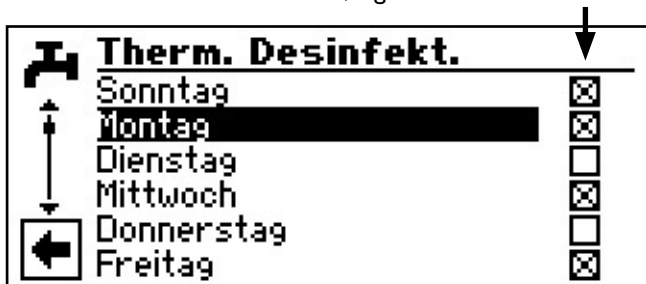 Therm. Desinfekt.
Sonntag
Montag
Dienstag
Mittwoch
Donnerstag
Freitag